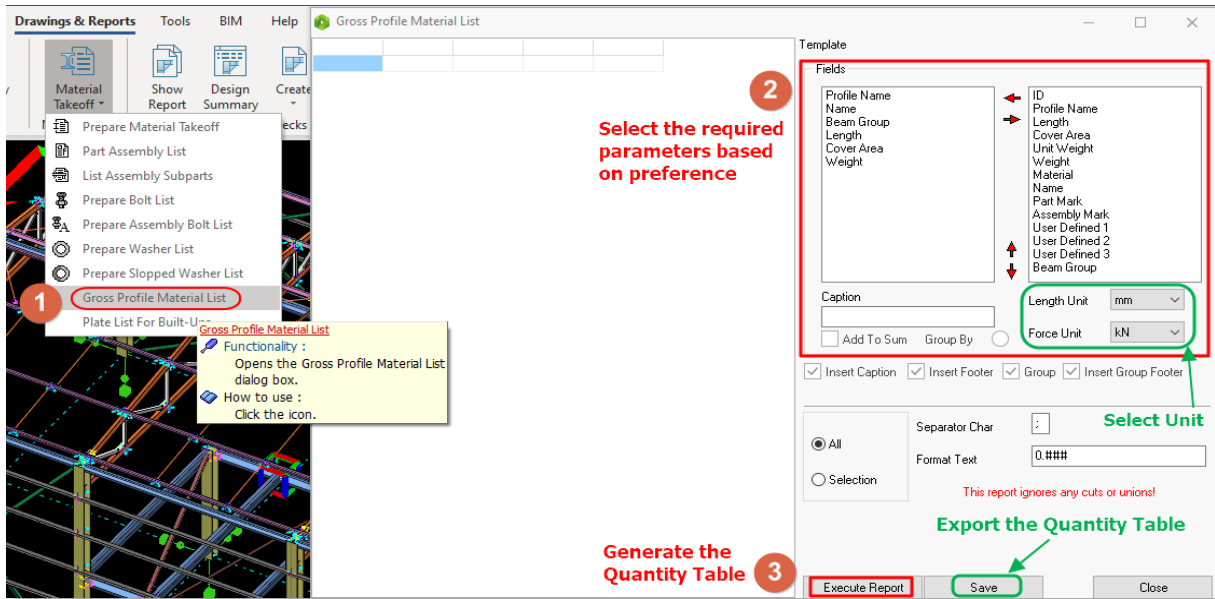 Drawings & Reports Tools BIM Help
Material Takeoff
Show Report
Design Summary
Create
ecks
Prepare Material Takeoff
Part Assembly List
List Assembly Subparts
Prepare Bolt List
Prepare Assembly Bolt List
Prepare Washer List
Prepare Slopped Washer List
1
Gross Profile Material List
Plate List For Built-Ups
Gross Profile Material List
Functionality :
Opens the Gross Profile Material List
dialog box.
How to use :
Click the icon.
Gross Profile Material List
Template
Fields
2
Select the required
parameters based
on preference
Profile Name
Name
Beam Group
Length
Cover Area
Weight
ID
Profile Name
Length
Cover Area
Unit Weight
Weight
Material
Name
Part Mark
Assembly Mark
User Defined 1
User Defined 2
User Defined 3
Beam Group
Caption
Add To Sum Group By
Length Unit mm
Force Unit kN
Insert Caption Insert Footer Group Insert Group Footer
Select Unit
All
Selection
Separator Char ;
Format Text 0.###
This report ignores any cuts or unions!
Export the Quantity Table
Generate the
Quantity Table 3
Execute Report Save Close